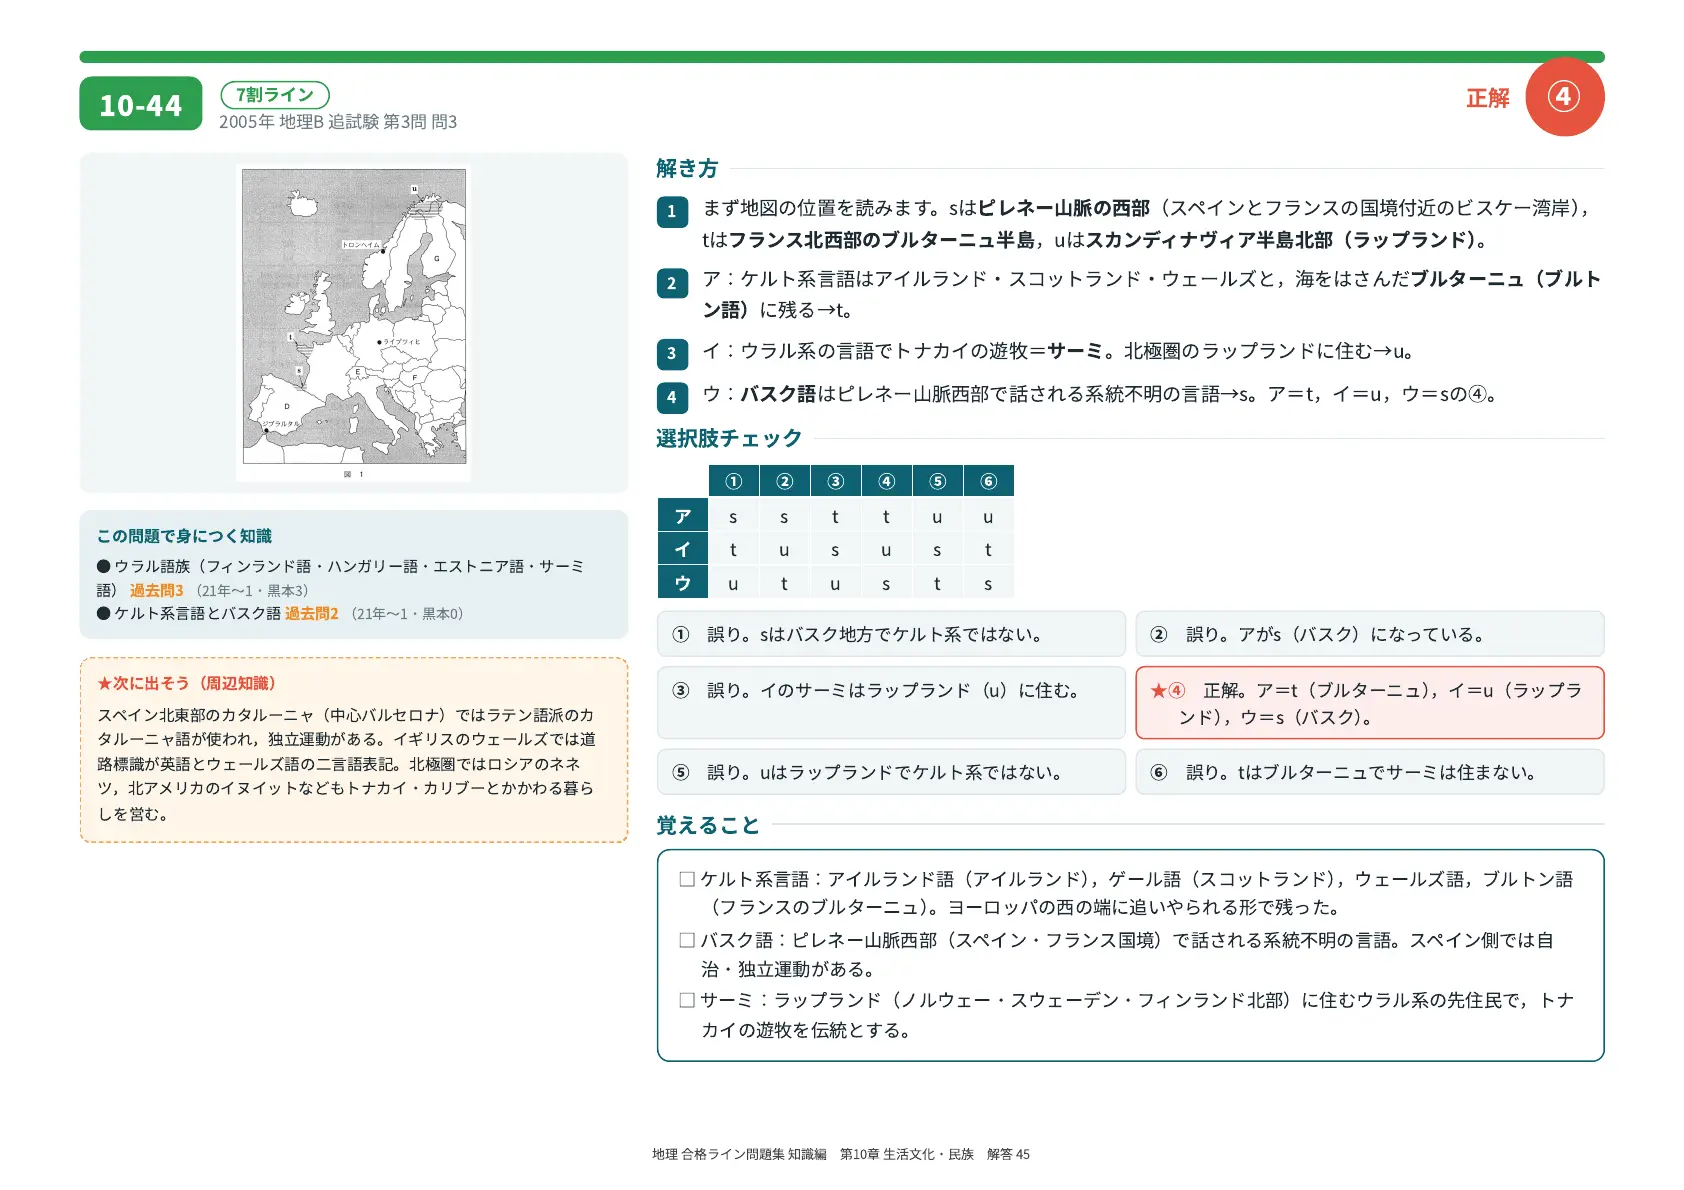 10-44
7割ライン
2005年 地理B 追試験 第3問 問3
正解 ④
u
トロンヘイム
G
t
ライプツィヒ
s
E
F
D
ジブラルタル
図 1
この問題で身につく知識
● ウラル語族（フィンランド語・ハンガリー語・エストニア語・サーミ
語） 過去問3 （21年～1・黒本3）
● ケルト系言語とバスク語 過去問2 （21年～1・黒本0）
★次に出そう（周辺知識）
スペイン北東部のカタルーニャ（中心バルセロナ）ではラテン語派のカ
タルーニャ語が使われ，独立運動がある。イギリスのウェールズでは道
路標識が英語とウェールズ語の二言語表記。北極圏ではロシアのネネ
ツ，北アメリカのイヌイットなどもトナカイ・カリブーとかかわる暮ら
しを営む。
解き方
1 まず地図の位置を読みます。sはピレネー山脈の西部（スペインとフランスの国境付近のビスケー湾岸），
tはフランス北西部のブルターニュ半島，uはスカンディナヴィア半島北部（ラップランド）。
2 ア：ケルト系言語はアイルランド・スコットランド・ウェールズと，海をはさんだブルターニュ（ブルト
ン語）に残る→t。
3 イ：ウラル系の言語でトナカイの遊牧＝サーミ。北極圏のラップランドに住む→u。
4 ウ：バスク語はピレネー山脈西部で話される系統不明の言語→s。ア＝t，イ＝u，ウ＝sの④。
選択肢チェック
① ② ③ ④ ⑤ ⑥
ア s s t t u u
イ t u s u s t
ウ u t u s t s
① 誤り。sはバスク地方でケルト系ではない。
② 誤り。アがs（バスク）になっている。
③ 誤り。イのサーミはラップランド（u）に住む。
★④ 正解。ア＝t（ブルターニュ），イ＝u（ラップラ
ンド），ウ＝s（バスク）。
⑤ 誤り。uはラップランドでケルト系ではない。
⑥ 誤り。tはブルターニュでサーミは住まない。
覚えること
□ ケルト系言語：アイルランド語（アイルランド），ゲール語（スコットランド），ウェールズ語，ブルトン語
（フランスのブルターニュ）。ヨーロッパの西の端に追いやられる形で残った。
□ バスク語：ピレネー山脈西部（スペイン・フランス国境）で話される系統不明の言語。スペイン側では自
治・独立運動がある。
□ サーミ：ラップランド（ノルウェー・スウェーデン・フィンランド北部）に住むウラル系の先住民で，トナ
カイの遊牧を伝統とする。
地理 合格ライン問題集 知識編 第10章 生活文化・民族 解答 45